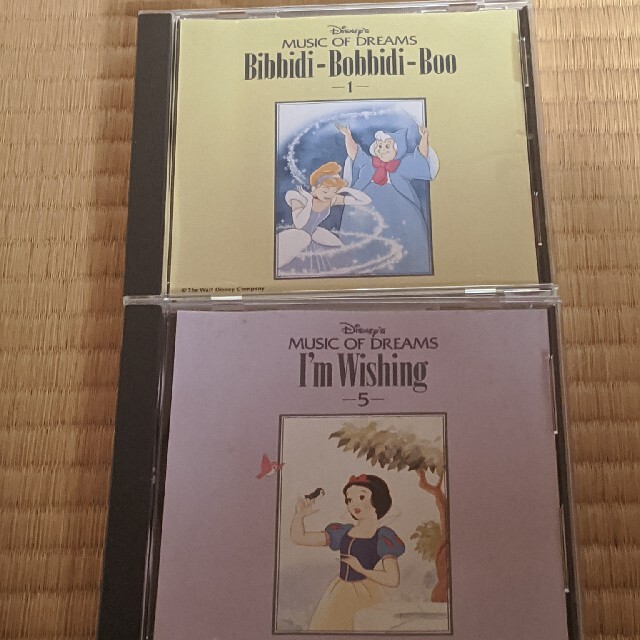 Disney's
MUSIC OF DREAMS
Bibbidi-Bobbidi-Boo
—1—
© The Walt Disney Company
Disney's
MUSIC OF DREAMS
I'm Wishing
—5—